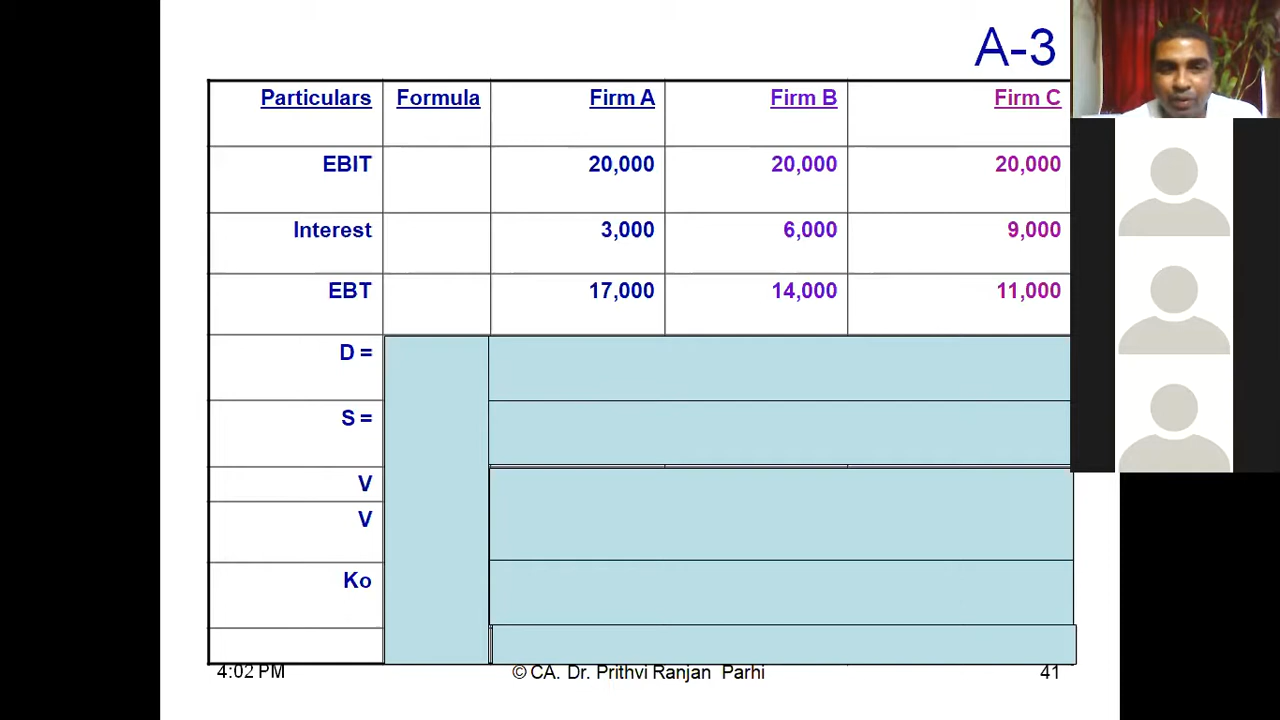 A-3
Particulars Formula Firm A Firm B Firm C
EBIT 20,000 20,000 20,000
Interest 3,000 6,000 9,000
EBT 17,000 14,000 11,000
D =
S =
V
V
Ko
4:02 PM © CA. Dr. Prithvi Ranjan Parhi 41